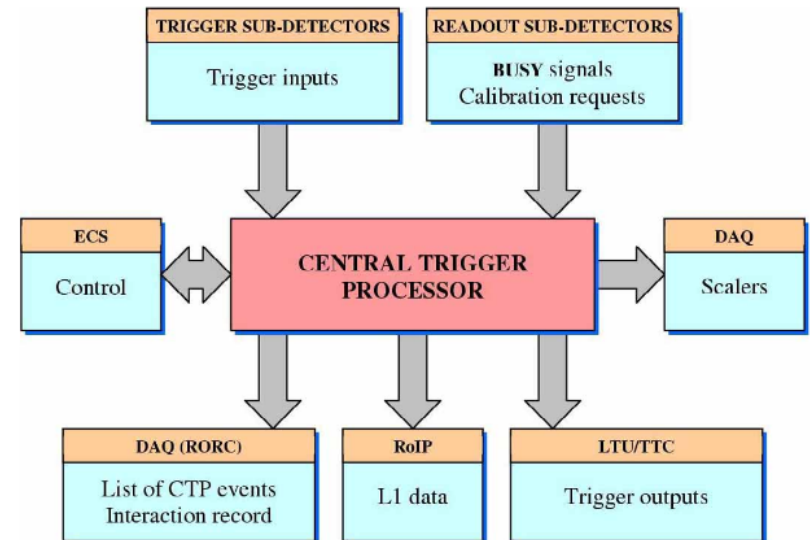 TRIGGER SUB-DETECTORS
Trigger inputs
READOUT SUB-DETECTORS
BUSY signals
Calibration requests
ECS
Control
CENTRAL TRIGGER
PROCESSOR
DAQ
Scalers
DAQ (RORC)
List of CTP events
Interaction record
RoIP
L1 data
LTU/TTC
Trigger outputs